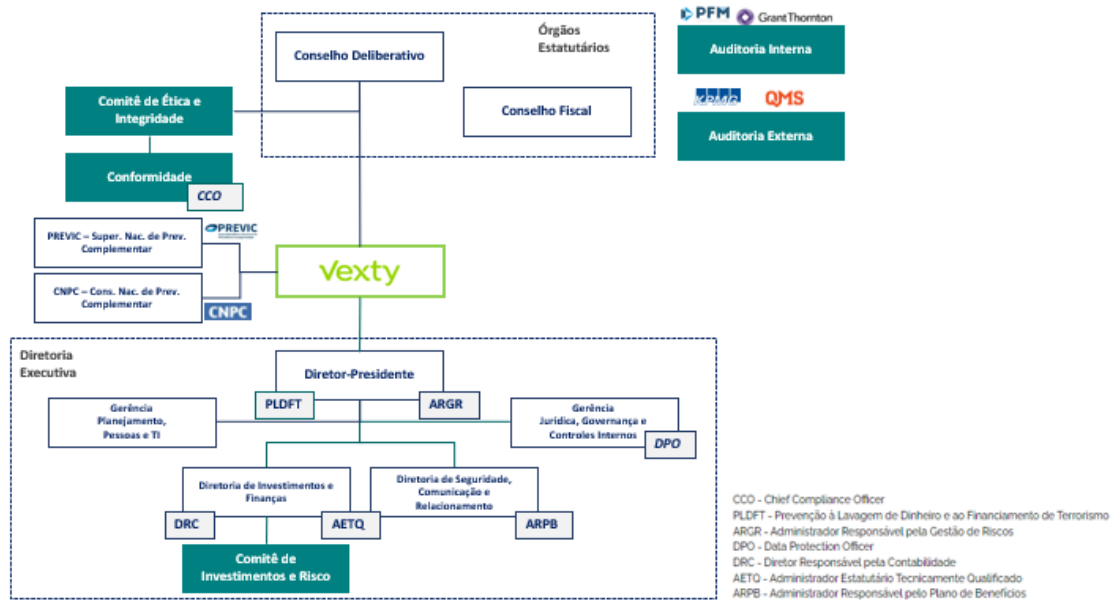 Órgãos
Estatutários
Conselho Deliberativo
Conselho Fiscal
PFM GrantThornton
Auditoria Interna
KPMG QMS
Auditoria Externa
Comitê de Ética e
Integridade
Conformidade
CCO
PREVIC – Super. Nac. de Prev.
Complementar
PREVIC
CNPC – Cons. Nac. de Prev.
Complementar
CNPC
Vexty
Diretoria
Executiva
Diretor-Presidente
PLDFT
ARGR
Gerência
Planejamento,
Pessoas e TI
Gerência
Jurídica, Governança e
Controles Internos
DPO
Diretoria de Investimentos e
Finanças
DRC
AETQ
Diretoria de Seguridade,
Comunicação e
Relacionamento
ARPB
Comitê de
Investimentos e Risco
CCO - Chief Compliance Officer
PLDFT - Prevenção à Lavagem de Dinheiro e ao Financiamento de Terrorismo
ARGR - Administrador Responsável pela Gestão de Riscos
DPO - Data Protection Officer
DRC - Diretor Responsável pela Contabilidade
AETQ - Administrador Estatutário Tecnicamente Qualificado
ARPB - Administrador Responsável pelo Plano de Benefícios